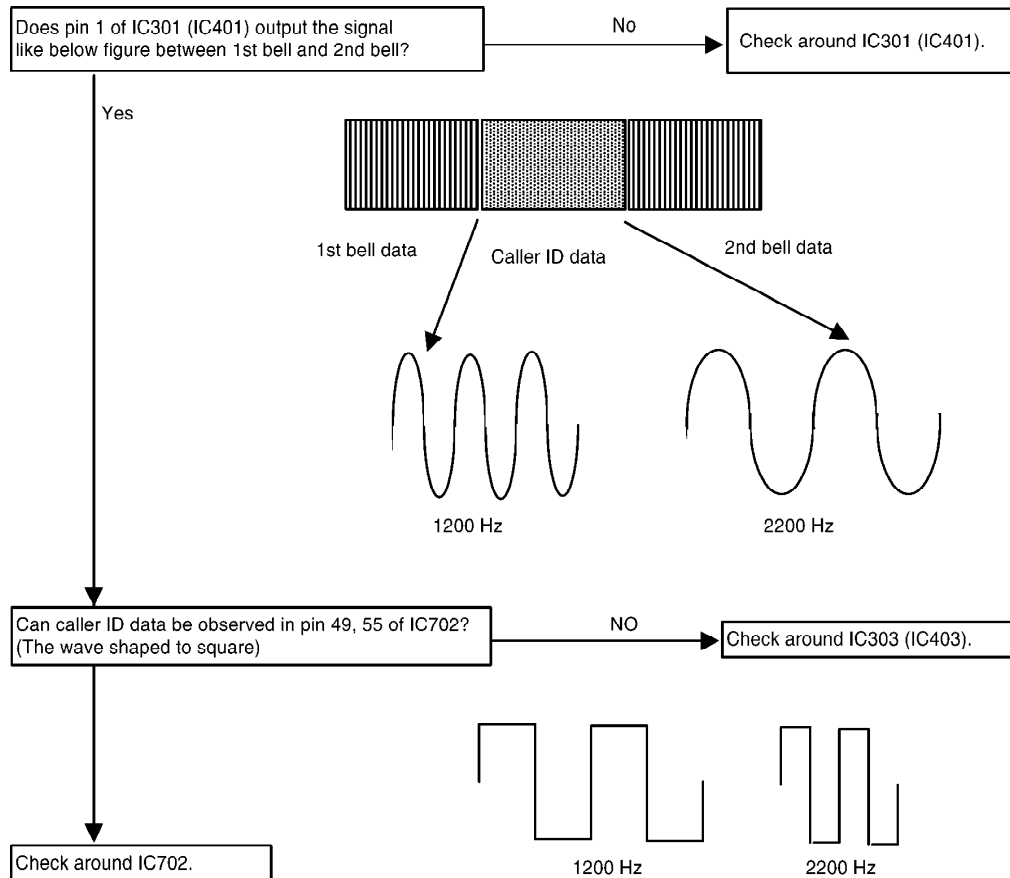 Does pin 1 of IC301 (IC401) output the signal
like below figure between 1st bell and 2nd bell?
No
Check around IC301 (IC401).
Yes
1st bell data
Caller ID data
2nd bell data
1200 Hz
2200 Hz
Can caller ID data be observed in pin 49, 55 of IC702?
(The wave shaped to square)
NO
Check around IC303 (IC403).
Check around IC702.
1200 Hz
2200 Hz